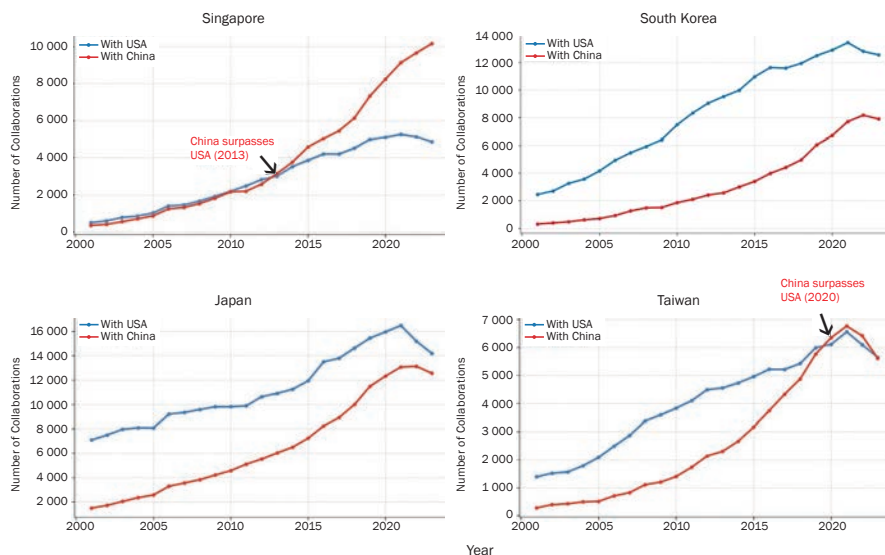 Singapore
Number of Collaborations
10 000
8 000
6 000
4 000
2 000
0
With USA
With China
China surpasses
USA (2013)
2000
2005
2010
2015
2020
South Korea
Number of Collaborations
14 000
12 000
10 000
8 000
6 000
4 000
2 000
0
With USA
With China
2000
2005
2010
2015
2020
Japan
Number of Collaborations
16 000
14 000
12 000
10 000
8 000
6 000
4 000
2 000
With USA
With China
2000
2005
2010
2015
2020
Taiwan
China surpasses
USA (2020)
Number of Collaborations
7 000
6 000
5 000
4 000
3 000
2 000
1 000
0
With USA
With China
2000
2005
2010
2015
2020
Year